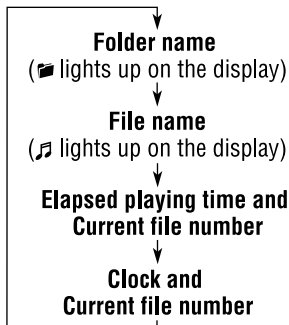 Folder name
(📁 lights up on the display)
File name
(♬ lights up on the display)
Elapsed playing time and
Current file number
Clock and
Current file number